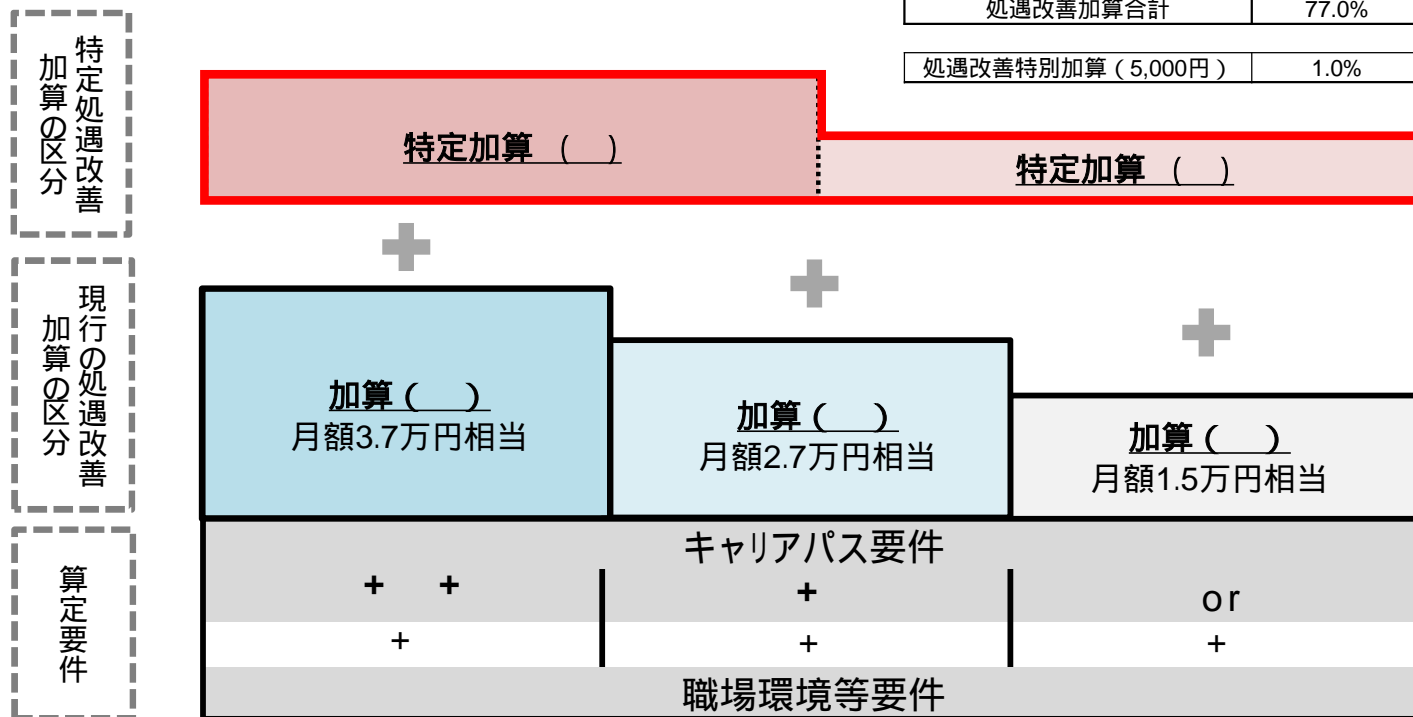 処遇改善加算合計 77.0%
処遇改善特別加算(5,000円) 1.0%
特定処遇改善
加算の区分
特定加算 ( )
特定加算 ( )
現行の処遇改善
加算の区分
加算( )
月額3.7万円相当
加算( )
月額2.7万円相当
加算( )
月額1.5万円相当
算定要件
キャリアパス要件
+ + + or
+ + +
職場環境等要件